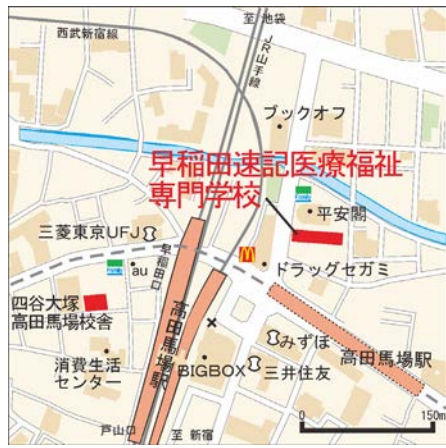 至 池袋
西武新宿線
JR山手線
ブックオフ
早稲田速記医療福祉
専門学校
平安閣
三菱東京UFJ
早稲田口
au
ドラッグセガミ
四谷大塚
高田馬場校舎
高田馬場駅
みずほ
高田馬場駅
消費生活
センター
BIGBOX
三井住友
戸山口
至 新宿
0
150m